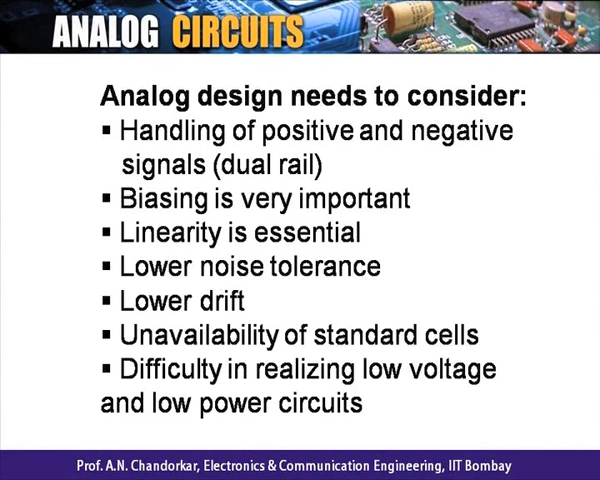 ANALOG CIRCUITS
Analog design needs to consider:
▪ Handling of positive and negative
signals (dual rail)
▪ Biasing is very important
▪ Linearity is essential
▪ Lower noise tolerance
▪ Lower drift
▪ Unavailability of standard cells
▪ Difficulty in realizing low voltage
and low power circuits
Prof. A.N. Chandorkar, Electronics & Communication Engineering, IIT Bombay